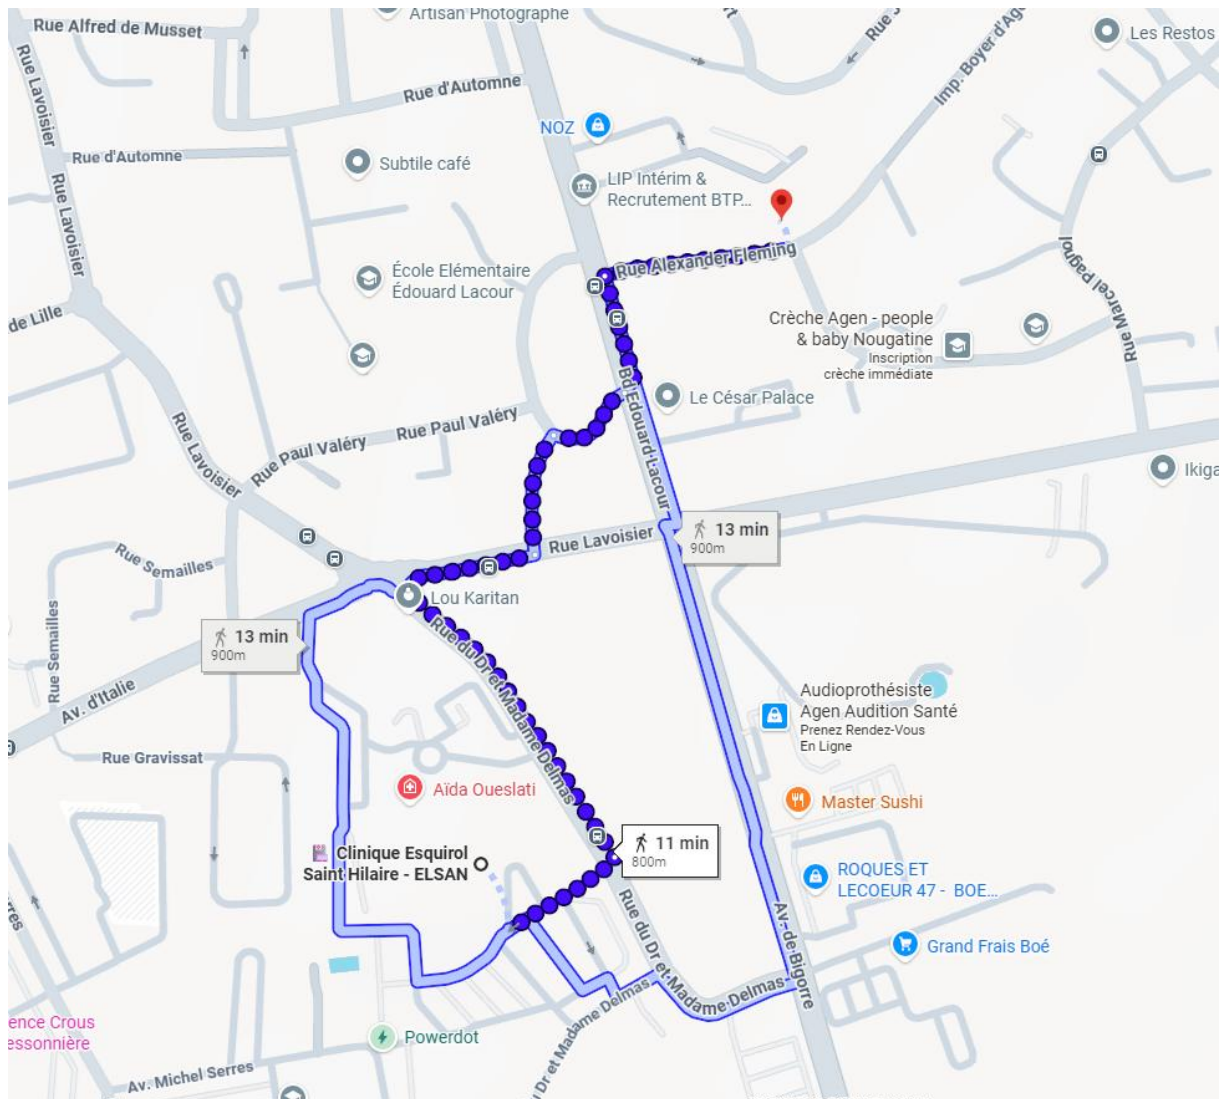 Artisan Photographe
Rue Alfred de Musset
Les Restos
Rue Lavoisier
Rue d'Automne
Imp. Boyer d'Age
NOZ
Rue d'Automne
Subtile café
LIP Intérim &
Recrutement BTP...
Rue Lavoisier
Rue Alexander Fleming
École Elémentaire
Édouard Lacour
Rue Marcel Pagnol
de Lille
Crèche Agen - people
& baby Nougatine
Inscription
crèche immédiate
Bd Edouard Lacour
Le César Palace
Rue Paul Valéry
Rue Paul Valéry
Rue Lavoisier
Ikiga
Rue Lavoisier
13 min
900m
Rue Semailles
Lou Karitan
Rue Semailles
13 min
900m
Rue du Dr et Madame Delmas
Av. d'Italie
Audioprothésiste
Agen Audition Santé
Prenez Rendez-Vous
En Ligne
Rue Gravissat
Aïda Oueslati
Master Sushi
11 min
800m
Clinique Esquirol
Saint Hilaire - ELSAN
ROQUES ET
LECOEUR 47 - BOE...
Rue du Dr et Madame Delmas
Av. de Bigorre
Grand Frais Boé
Dr et Madame Delmas
ence Crous
essonnière
Powerdot
Av. Michel Serres